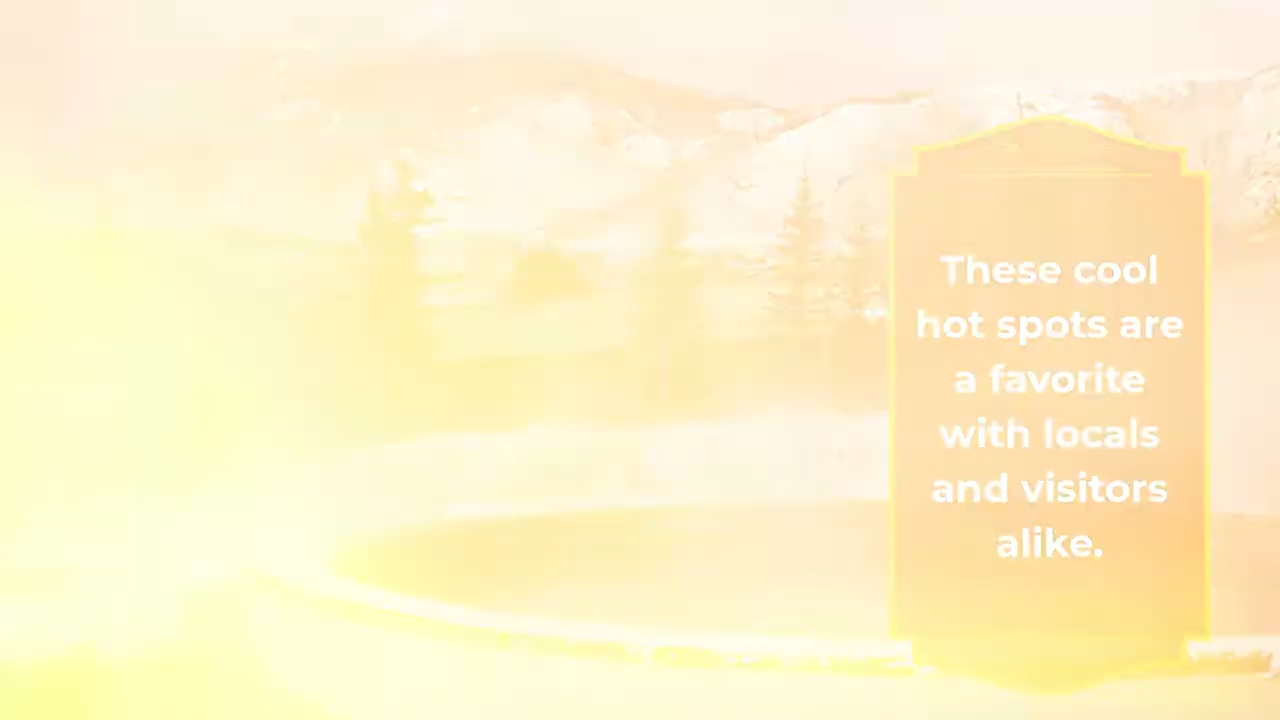 These cool
hot spots are
a favorite
with locals
and visitors
alike.